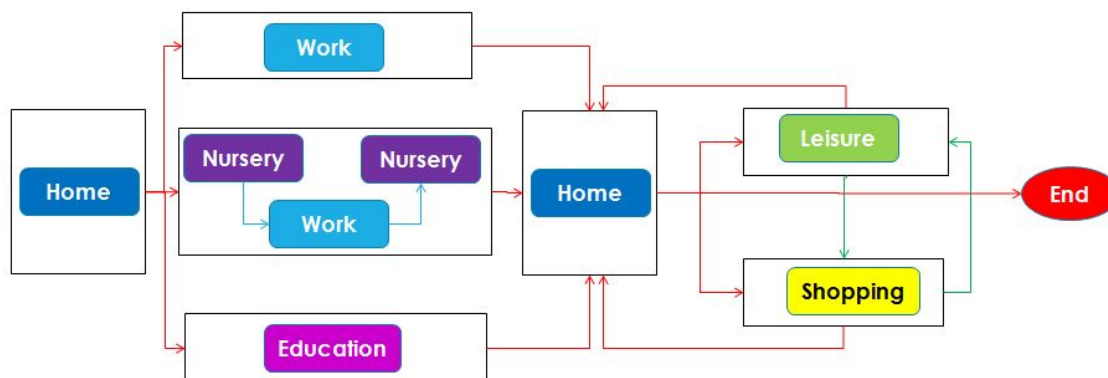 Work
Home
Nursery
Nursery
Work
Education
Home
Leisure
Shopping
End